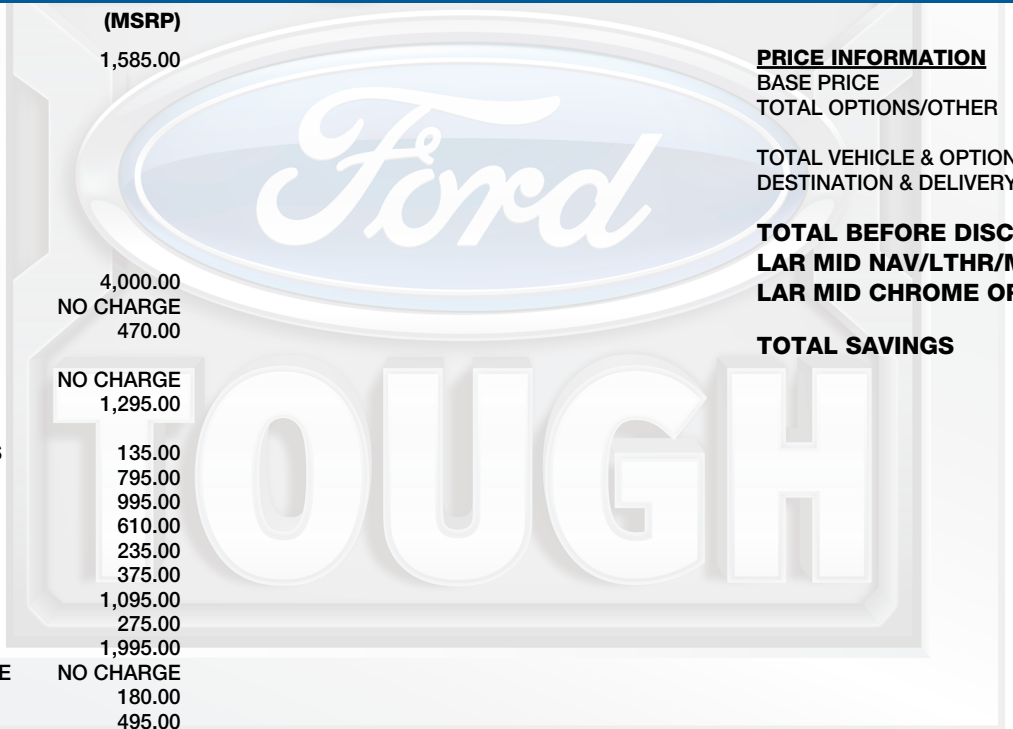 (MSRP)
1,585.00
4,000.00
NO CHARGE
470.00
NO CHARGE
1,295.00
S 135.00
795.00
995.00
610.00
235.00
375.00
1,095.00
275.00
1,995.00
E NO CHARGE
180.00
495.00
PRICE INFORMATION
BASE PRICE
TOTAL OPTIONS/OTHER
TOTAL VEHICLE & OPTION
DESTINATION & DELIVERY
TOTAL BEFORE DISC
LAR MID NAV/LTHR/M
LAR MID CHROME OP
TOTAL SAVINGS
Ford
TOUGH